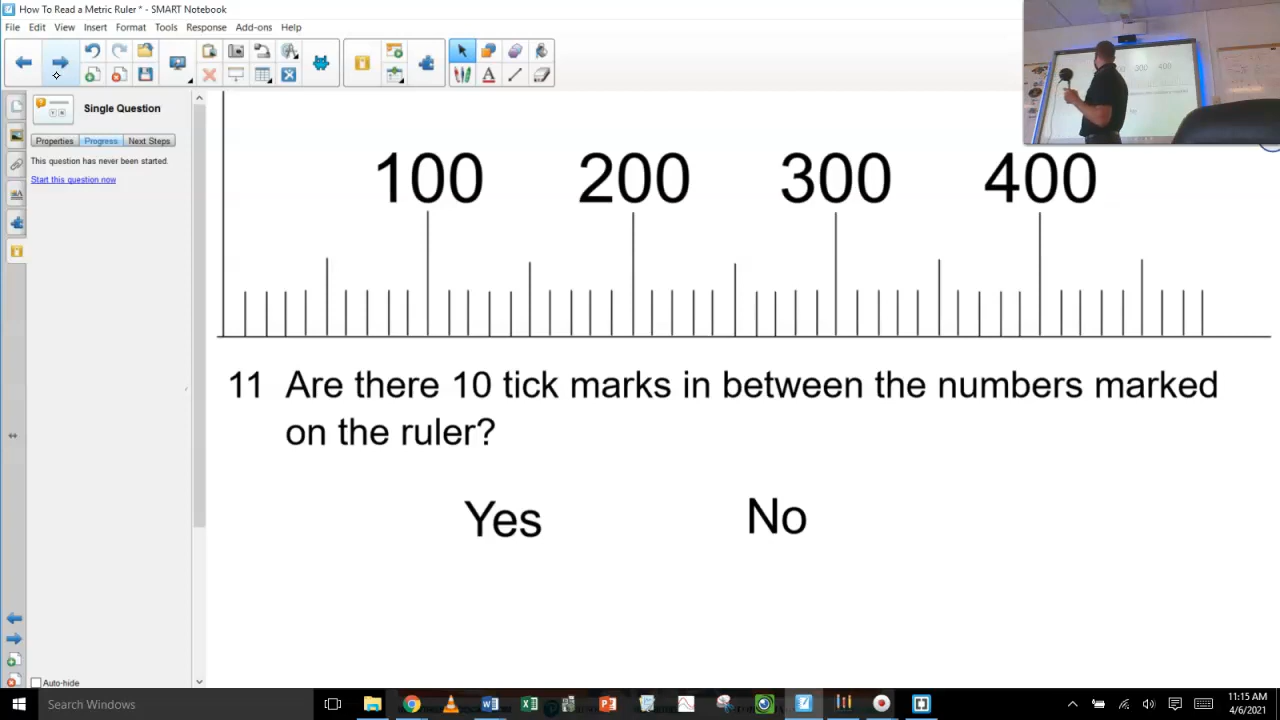 How To Read a Metric Ruler * - SMART Notebook
File Edit View Insert Format Tools Response Add-ons Help
Single Question
Properties Progress Next Steps
This question has never been started.
Start this question now
100 200 300 400
11 Are there 10 tick marks in between the numbers marked
on the ruler?
Yes No
Auto-hide
Search Windows
11:15 AM
4/6/2021
300 400